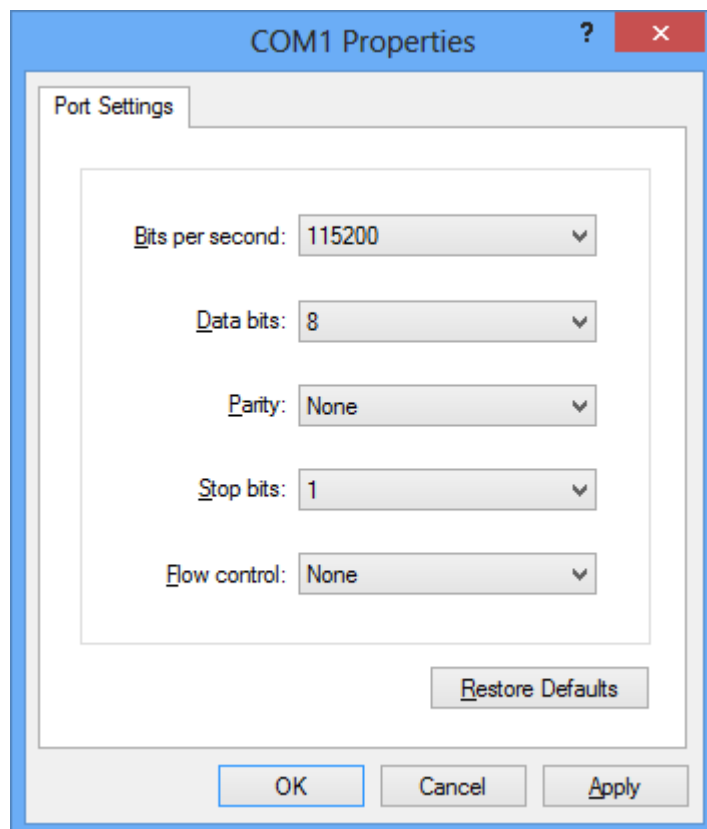 COM1 Properties ?
Port Settings
Bits per second: 115200
Data bits: 8
Parity: None
Stop bits: 1
Flow control: None
Restore Defaults
OK Cancel Apply